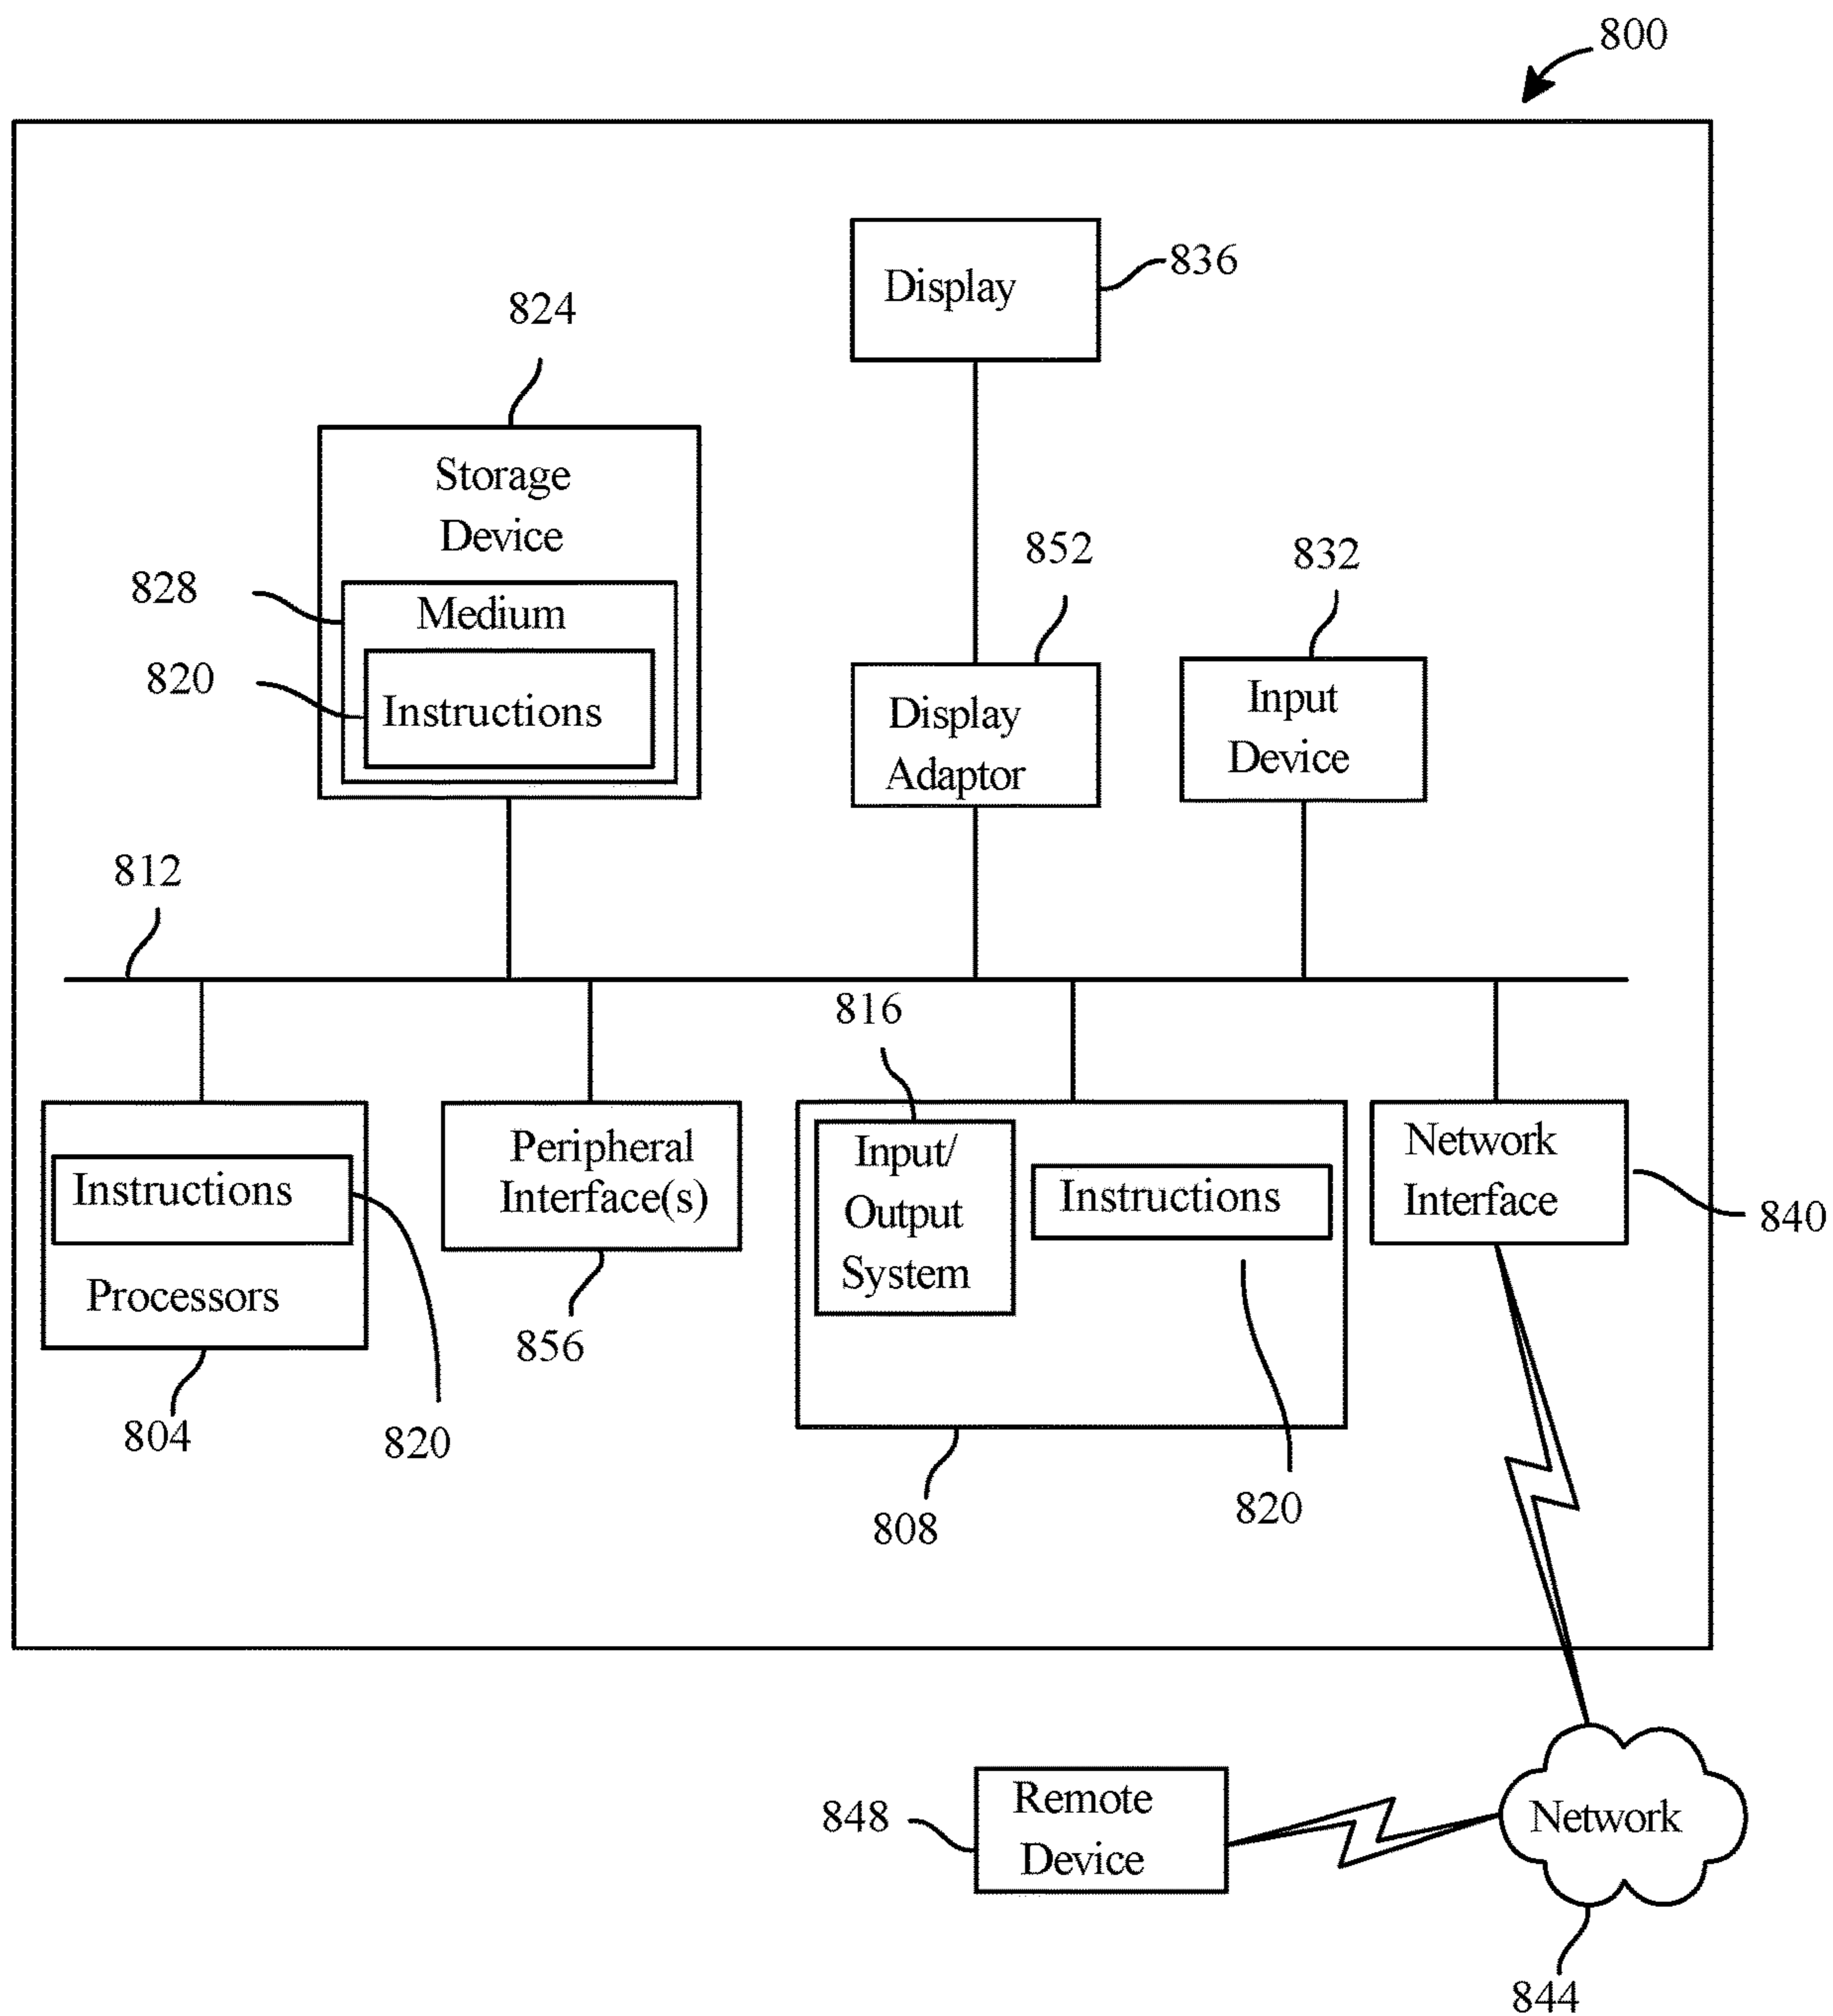 800
Display
836
824
Storage
Device
828
Medium
820
Instructions
852
Display
Adaptor
832
Input
Device
812
816
Instructions
Processors
804
820
Peripheral
Interface(s)
856
Input/
Output
System
Instructions
808
820
Network
Interface
840
848
Remote
Device
Network
844